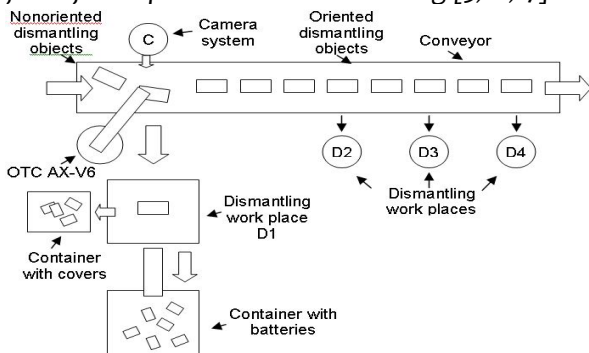 Nonoriented
dismantling
objects
C
Camera
system
Oriented
dismantling
objects
Conveyor
OTC AX-V6
D2
D3
D4
Dismantling
work places
Dismantling
work place
D1
Container
with covers
Container with
batteries